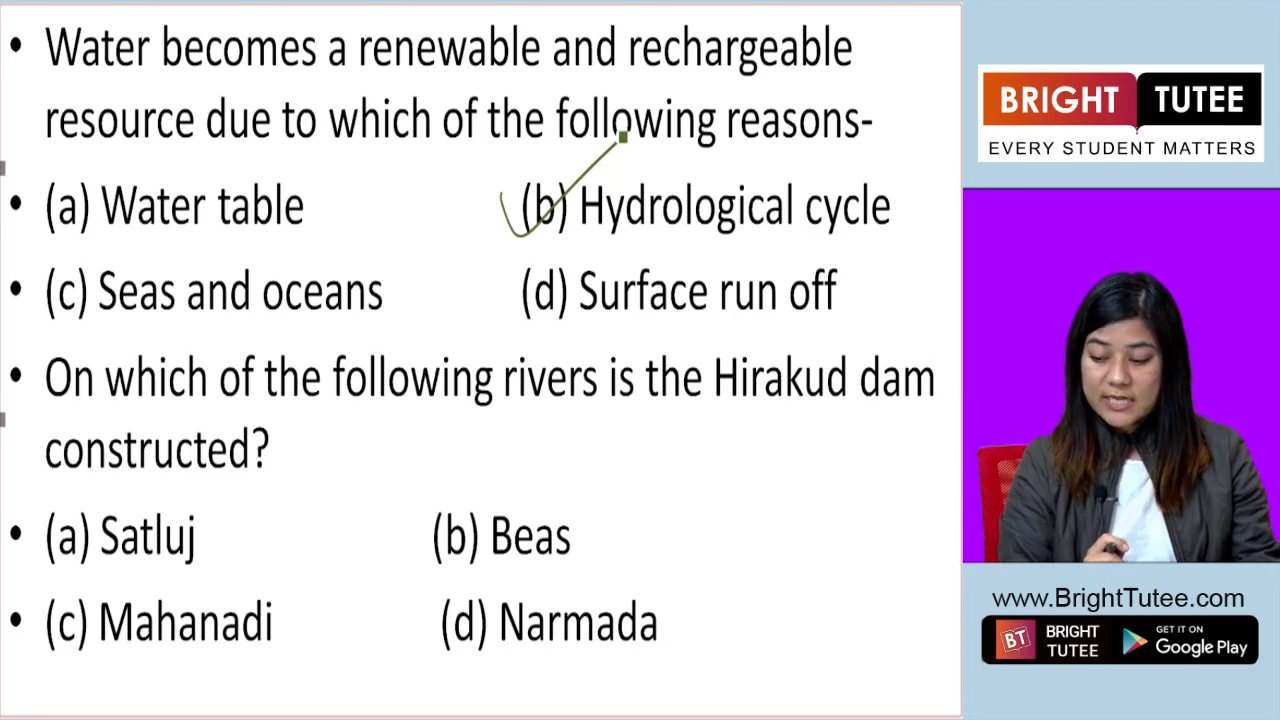 • Water becomes a renewable and rechargeable
resource due to which of the following reasons-
• (a) Water table (b) Hydrological cycle
• (c) Seas and oceans (d) Surface run off
• On which of the following rivers is the Hirakud dam
constructed?
• (a) Satluj (b) Beas
• (c) Mahanadi (d) Narmada
BRIGHT TUTEE
EVERY STUDENT MATTERS
www.BrightTutee.com
BT
BRIGHT
TUTEE
GET IT ON
Google Play